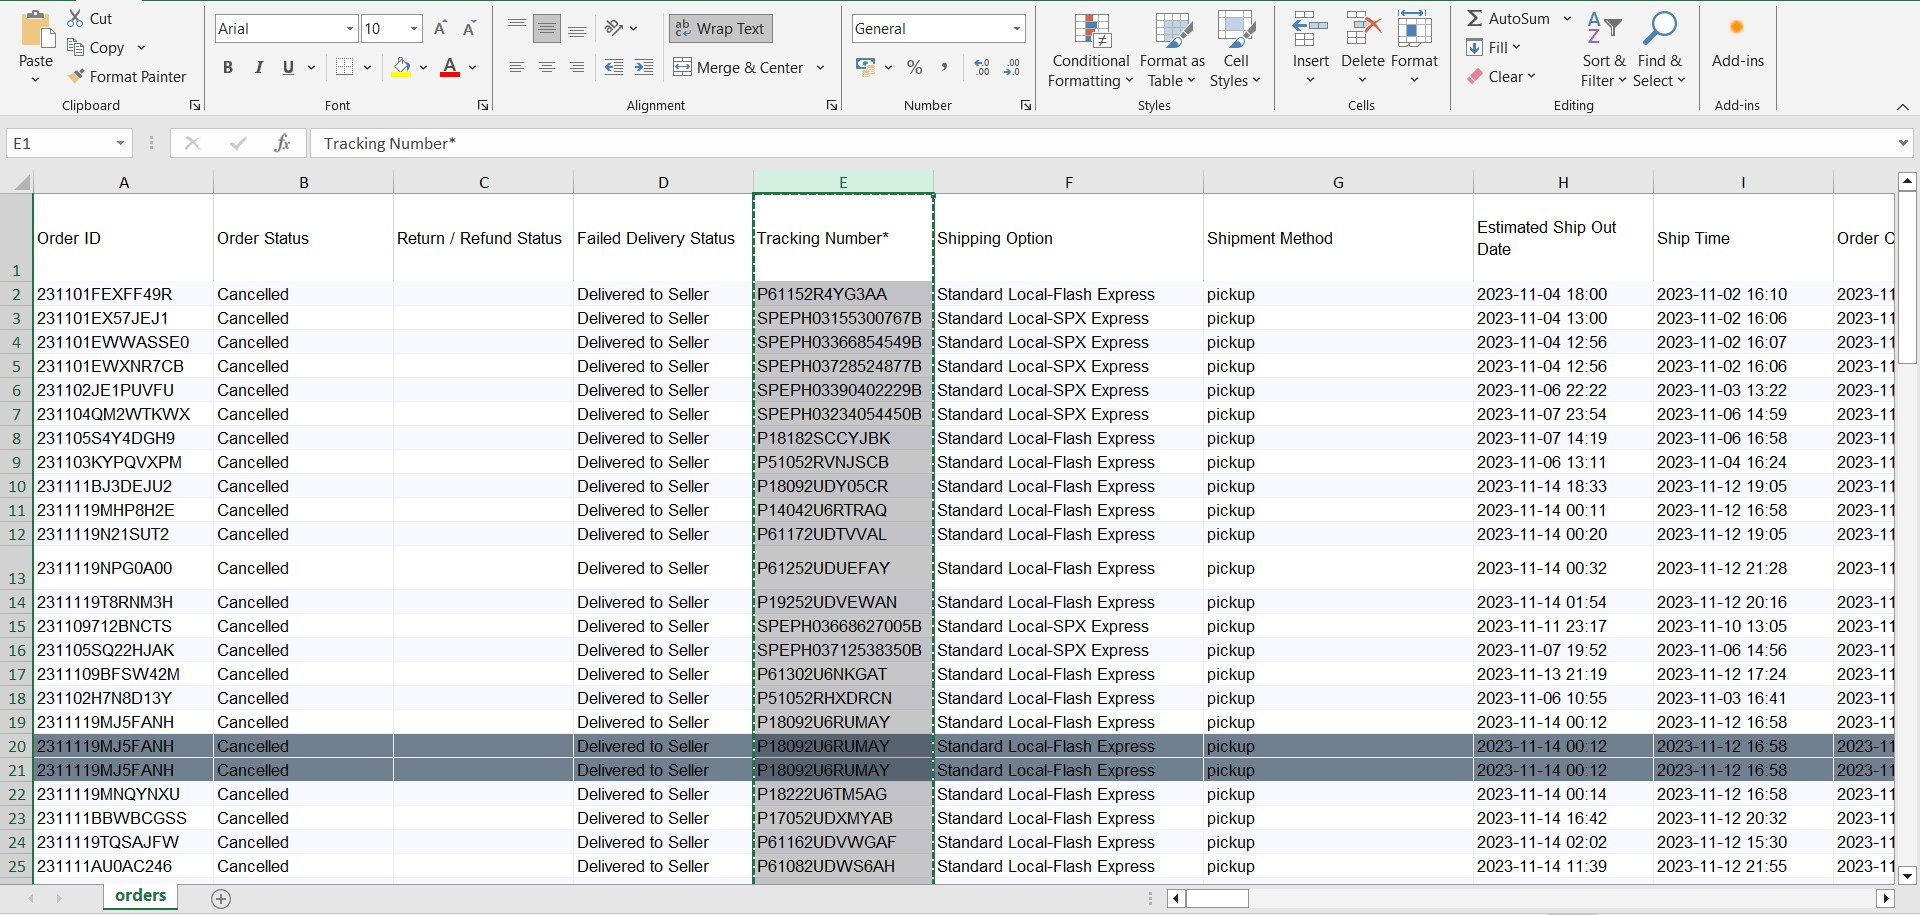 Cut
Copy
Format Painter
Paste
Clipboard
Arial 10 A A
B I U A
Font
Wrap Text
Merge & Center
Alignment
General
% , .00 .0
Number
Conditional Formatting
Format as Table
Cell Styles
Styles
Insert Delete Format
Cells
AutoSum
Fill
Clear
Sort & Filter
Find & Select
Editing
Add-ins
Add-ins
E1 fx Tracking Number*
A B C D E F G H I
1 Order ID Order Status Return / Refund Status Failed Delivery Status Tracking Number* Shipping Option Shipment Method Estimated Ship Out Date Ship Time Order C
2 231101FEXFF49R Cancelled Delivered to Seller P61152R4YG3AA Standard Local-Flash Express pickup 2023-11-04 18:00 2023-11-02 16:10 2023-11
3 231101EX57JEJ1 Cancelled Delivered to Seller SPEPH03155300767B Standard Local-SPX Express pickup 2023-11-04 13:00 2023-11-02 16:06 2023-11
4 231101EWWASSE0 Cancelled Delivered to Seller SPEPH03366854549B Standard Local-SPX Express pickup 2023-11-04 12:56 2023-11-02 16:07 2023-11
5 231101EWXNR7CB Cancelled Delivered to Seller SPEPH03728524877B Standard Local-SPX Express pickup 2023-11-04 12:56 2023-11-02 16:06 2023-11
6 231102JE1PUVFU Cancelled Delivered to Seller SPEPH03390402229B Standard Local-SPX Express pickup 2023-11-06 22:22 2023-11-03 13:22 2023-11
7 231104QM2WTKWX Cancelled Delivered to Seller SPEPH03234054450B Standard Local-SPX Express pickup 2023-11-07 23:54 2023-11-06 14:59 2023-11
8 231105S4Y4DGH9 Cancelled Delivered to Seller P18182SCCYJBK Standard Local-Flash Express pickup 2023-11-07 14:19 2023-11-06 16:58 2023-11
9 231103KYPQVXPM Cancelled Delivered to Seller P51052RVNJSCB Standard Local-Flash Express pickup 2023-11-06 13:11 2023-11-04 16:24 2023-11
10 231111BJ3DEJU2 Cancelled Delivered to Seller P18092UDY05CR Standard Local-Flash Express pickup 2023-11-14 18:33 2023-11-12 19:05 2023-11
11 2311119MHP8H2E Cancelled Delivered to Seller P14042U6RTRAQ Standard Local-Flash Express pickup 2023-11-14 00:11 2023-11-12 16:58 2023-11
12 2311119N21SUT2 Cancelled Delivered to Seller P61172UDTVVAL Standard Local-Flash Express pickup 2023-11-14 00:20 2023-11-12 19:05 2023-11
13 2311119NPG0A00 Cancelled Delivered to Seller P61252UDUEFAY Standard Local-Flash Express pickup 2023-11-14 00:32 2023-11-12 21:28 2023-11
14 2311119T8RNM3H Cancelled Delivered to Seller P19252UDVEWAN Standard Local-Flash Express pickup 2023-11-14 01:54 2023-11-12 20:16 2023-11
15 231109712BNCTS Cancelled Delivered to Seller SPEPH03668627005B Standard Local-SPX Express pickup 2023-11-11 23:17 2023-11-10 13:05 2023-11
16 231105SQ22HJAK Cancelled Delivered to Seller SPEPH03712538350B Standard Local-SPX Express pickup 2023-11-07 19:52 2023-11-06 14:56 2023-11
17 2311109BFSW42M Cancelled Delivered to Seller P61302U6NKGAT Standard Local-Flash Express pickup 2023-11-13 21:19 2023-11-12 17:24 2023-11
18 231102H7N8D13Y Cancelled Delivered to Seller P51052RHXDRCN Standard Local-Flash Express pickup 2023-11-06 10:55 2023-11-03 16:41 2023-11
19 2311119MJ5FANH Cancelled Delivered to Seller P18092U6RUMAY Standard Local-Flash Express pickup 2023-11-14 00:12 2023-11-12 16:58 2023-11
20 2311119MJ5FANH Cancelled Delivered to Seller P18092U6RUMAY Standard Local-Flash Express pickup 2023-11-14 00:12 2023-11-12 16:58 2023-11
21 2311119MJ5FANH Cancelled Delivered to Seller P18092U6RUMAY Standard Local-Flash Express pickup 2023-11-14 00:12 2023-11-12 16:58 2023-11
22 2311119MNQYNXU Cancelled Delivered to Seller P18222U6TM5AG Standard Local-Flash Express pickup 2023-11-14 00:14 2023-11-12 16:58 2023-11
23 231111BBWBCGSS Cancelled Delivered to Seller P17052UDXMYAB Standard Local-Flash Express pickup 2023-11-14 16:42 2023-11-12 20:32 2023-11
24 2311119TQSAJFW Cancelled Delivered to Seller P61162UDVWGAF Standard Local-Flash Express pickup 2023-11-14 02:02 2023-11-12 15:30 2023-11
25 231111AU0AC246 Cancelled Delivered to Seller P61082UDWS6AH Standard Local-Flash Express pickup 2023-11-14 11:39 2023-11-12 21:55 2023-11
orders